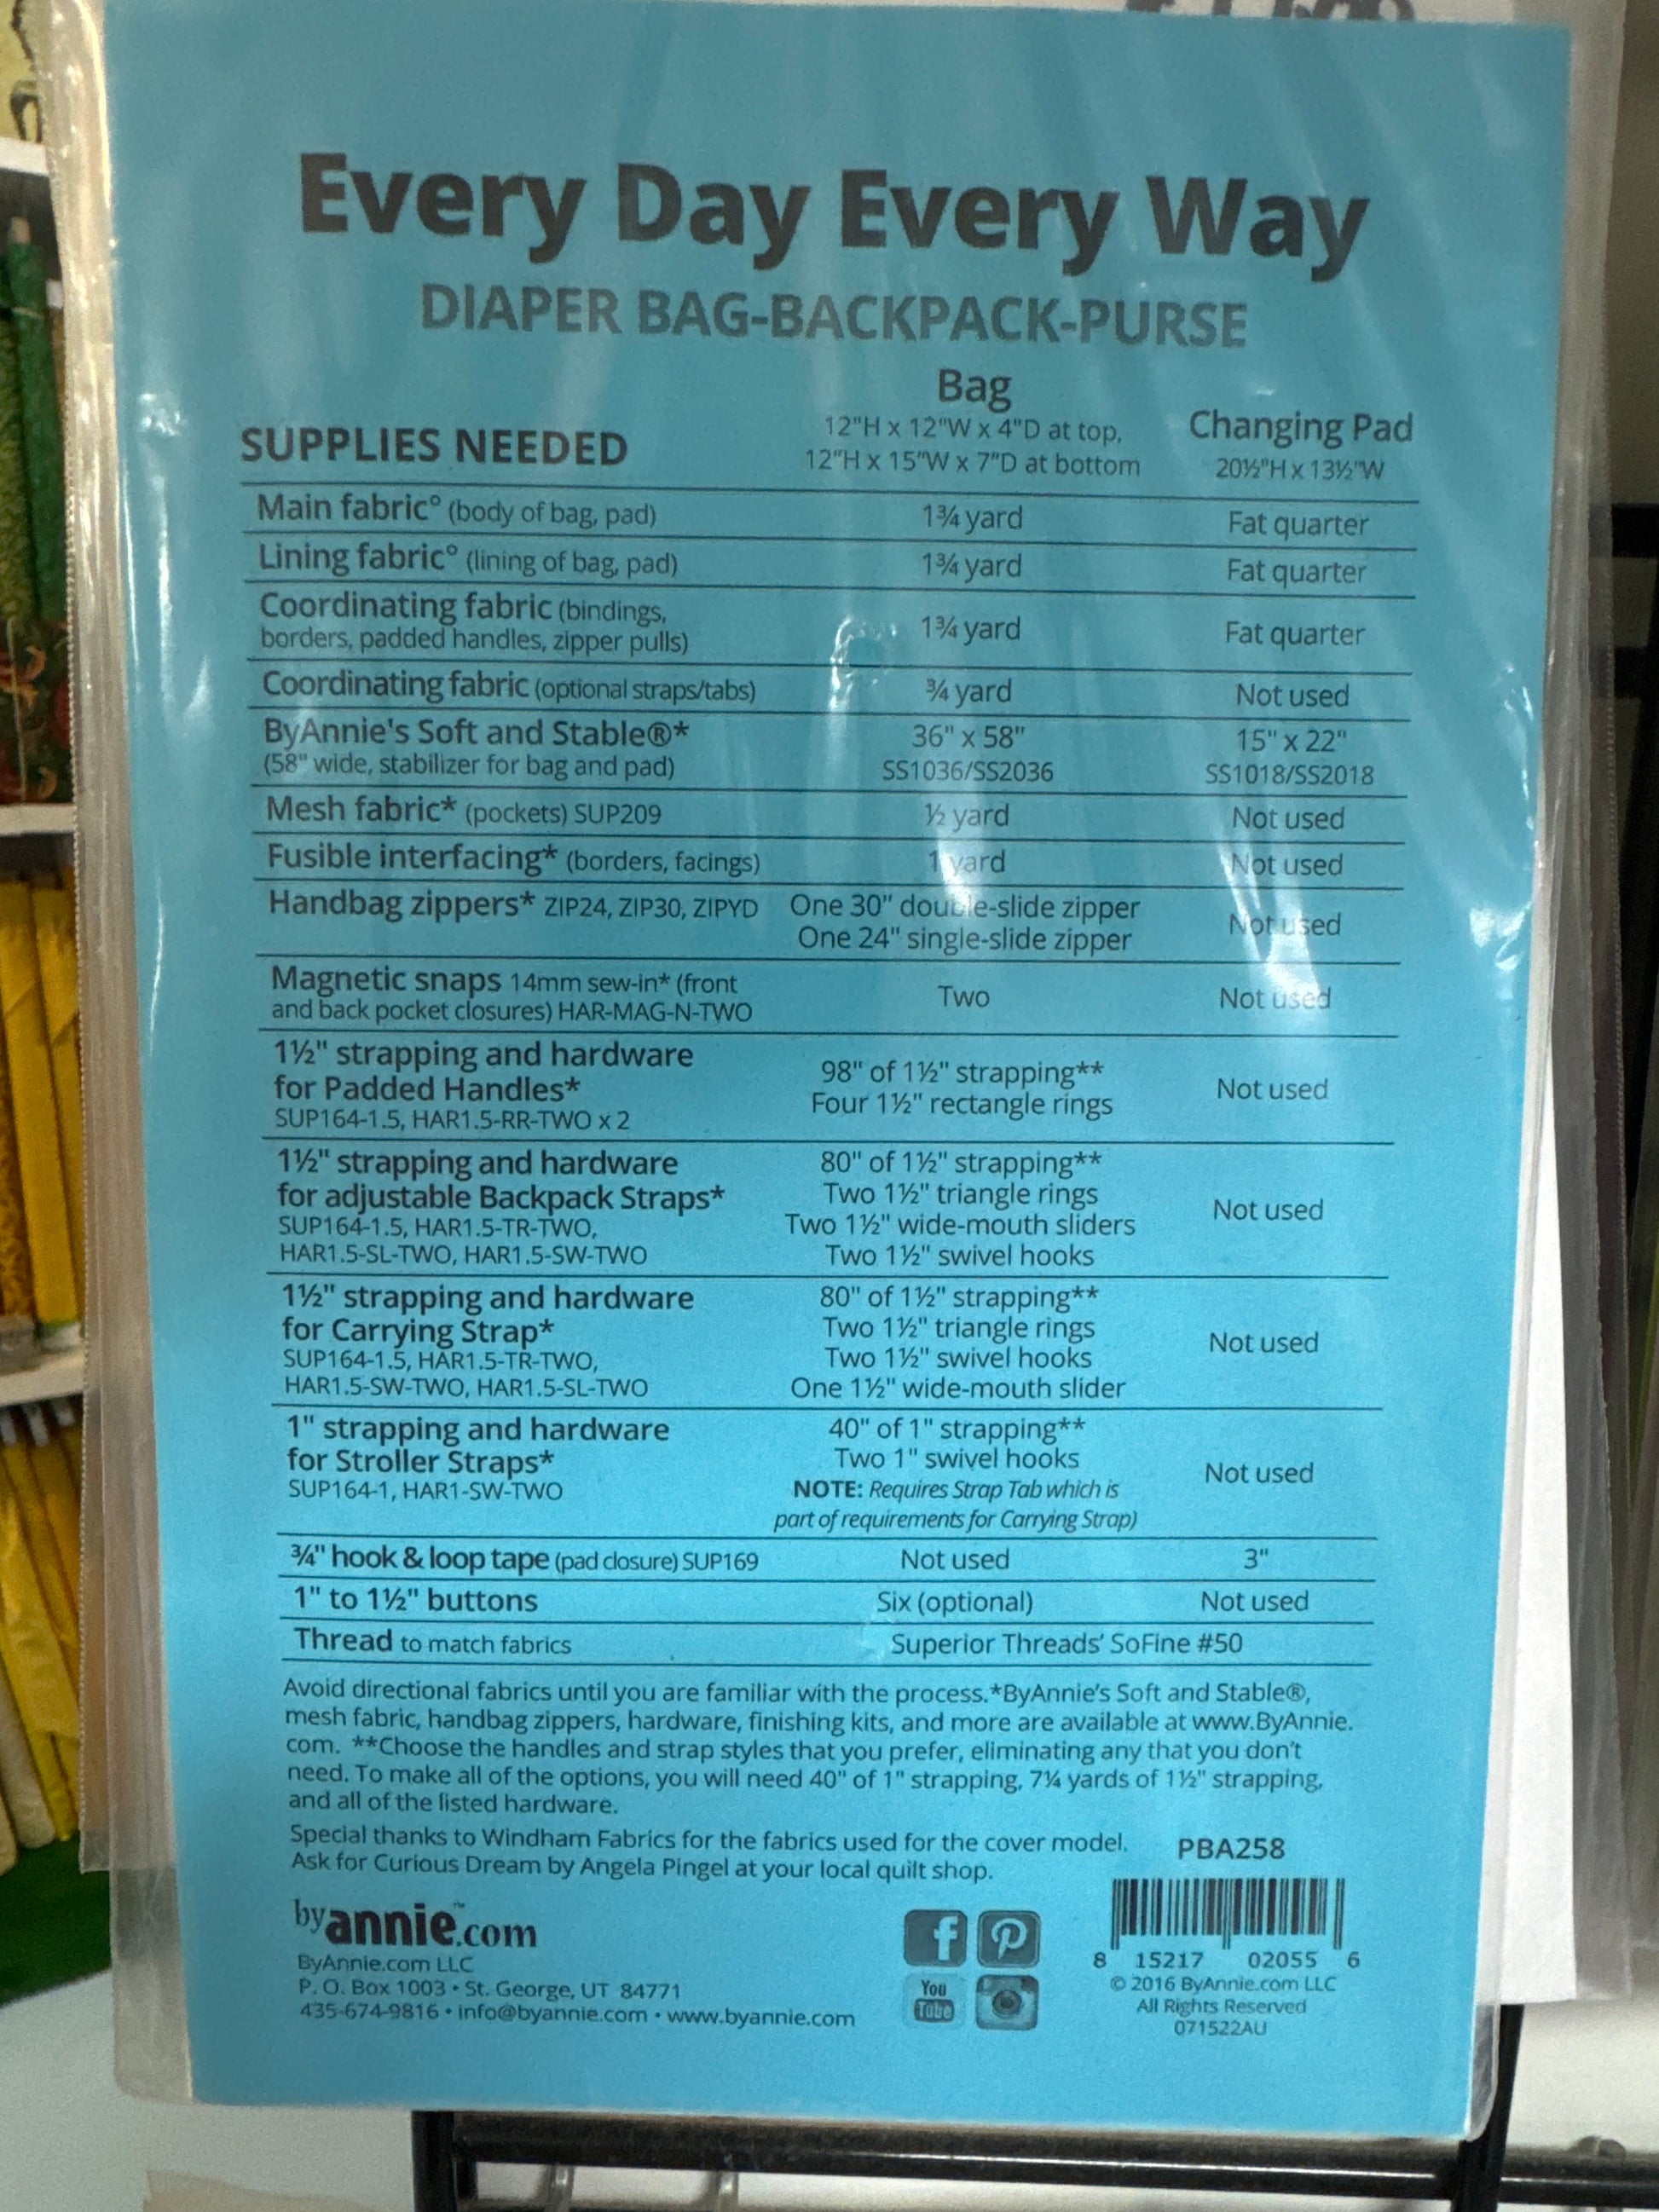 Every Day Every Way
DIAPER BAG-BACKPACK-PURSE
SUPPLIES NEEDED
Bag
12"H x 12"W x 4"D at top,
12"H x 15"W x 7"D at bottom
Changing Pad
20½"H x 13½"W
Main fabric° (body of bag, pad) 1¾ yard Fat quarter
Lining fabric° (lining of bag, pad) 1¾ yard Fat quarter
Coordinating fabric (bindings,
borders, padded handles, zipper pulls) 1¾ yard Fat quarter
Coordinating fabric (optional straps/tabs) ¾ yard Not used
ByAnnie's Soft and Stable®* 36" x 58" 15" x 22"
(58" wide, stabilizer for bag and pad) SS1036/SS2036 SS1018/SS2018
Mesh fabric* (pockets) SUP209 ½ yard Not used
Fusible interfacing* (borders, facings) 1 yard Not used
Handbag zippers* ZIP24, ZIP30, ZIPYD One 30" double-slide zipper
One 24" single-slide zipper Not used
Magnetic snaps 14mm sew-in* (front
and back pocket closures) HAR-MAG-N-TWO Two Not used
1½" strapping and hardware
for Padded Handles*
SUP164-1.5, HAR1.5-RR-TWO x 2
98" of 1½" strapping**
Four 1½" rectangle rings
Not used
1½" strapping and hardware
for adjustable Backpack Straps*
SUP164-1.5, HAR1.5-TR-TWO,
HAR1.5-SL-TWO, HAR1.5-SW-TWO
80" of 1½" strapping**
Two 1½" triangle rings
Two 1½" wide-mouth sliders
Two 1½" swivel hooks
Not used
1½" strapping and hardware
for Carrying Strap*
SUP164-1.5, HAR1.5-TR-TWO,
HAR1.5-SW-TWO, HAR1.5-SL-TWO
80" of 1½" strapping**
Two 1½" triangle rings
Two 1½" swivel hooks
One 1½" wide-mouth slider
Not used
1" strapping and hardware
for Stroller Straps*
SUP164-1, HAR1-SW-TWO
40" of 1" strapping**
Two 1" swivel hooks
NOTE: Requires Strap Tab which is
part of requirements for Carrying Strap)
Not used
¾" hook & loop tape (pad closure) SUP169 Not used 3"
1" to 1½" buttons Six (optional) Not used
Thread to match fabrics Superior Threads' SoFine #50
Avoid directional fabrics until you are familiar with the process.*ByAnnie's Soft and Stable®,
mesh fabric, handbag zippers, hardware, finishing kits, and more are available at www.ByAnnie.
com. **Choose the handles and strap styles that you prefer, eliminating any that you don't
need. To make all of the options, you will need 40" of 1" strapping, 7¼ yards of 1½" strapping,
and all of the listed hardware.
Special thanks to Windham Fabrics for the fabrics used for the cover model.
Ask for Curious Dream by Angela Pingel at your local quilt shop.
PBA258
byannie.com™
ByAnnie.com LLC
P. O. Box 1003 • St. George, UT 84771
435-674-9816 • info@byannie.com • www.byannie.com
You
Tube
8 15217 02055 6
© 2016 ByAnnie.com LLC
All Rights Reserved
071522AU